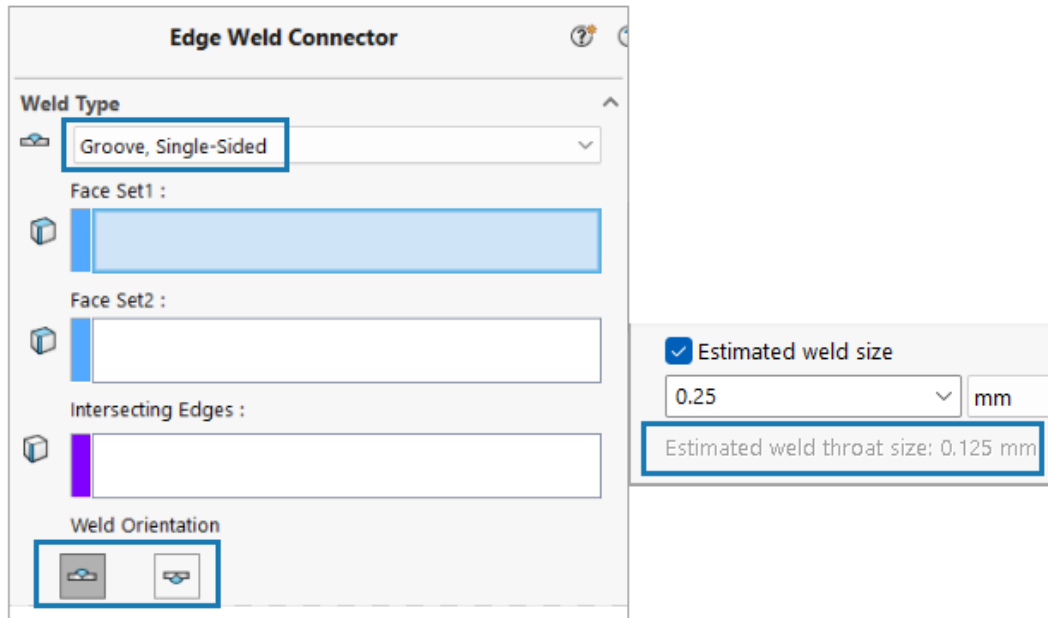 Edge Weld Connector
Weld Type
Groove, Single-Sided
Face Set1 :
Face Set2 :
Intersecting Edges :
Weld Orientation
Estimated weld size
0.25 mm
Estimated weld throat size: 0.125 mm